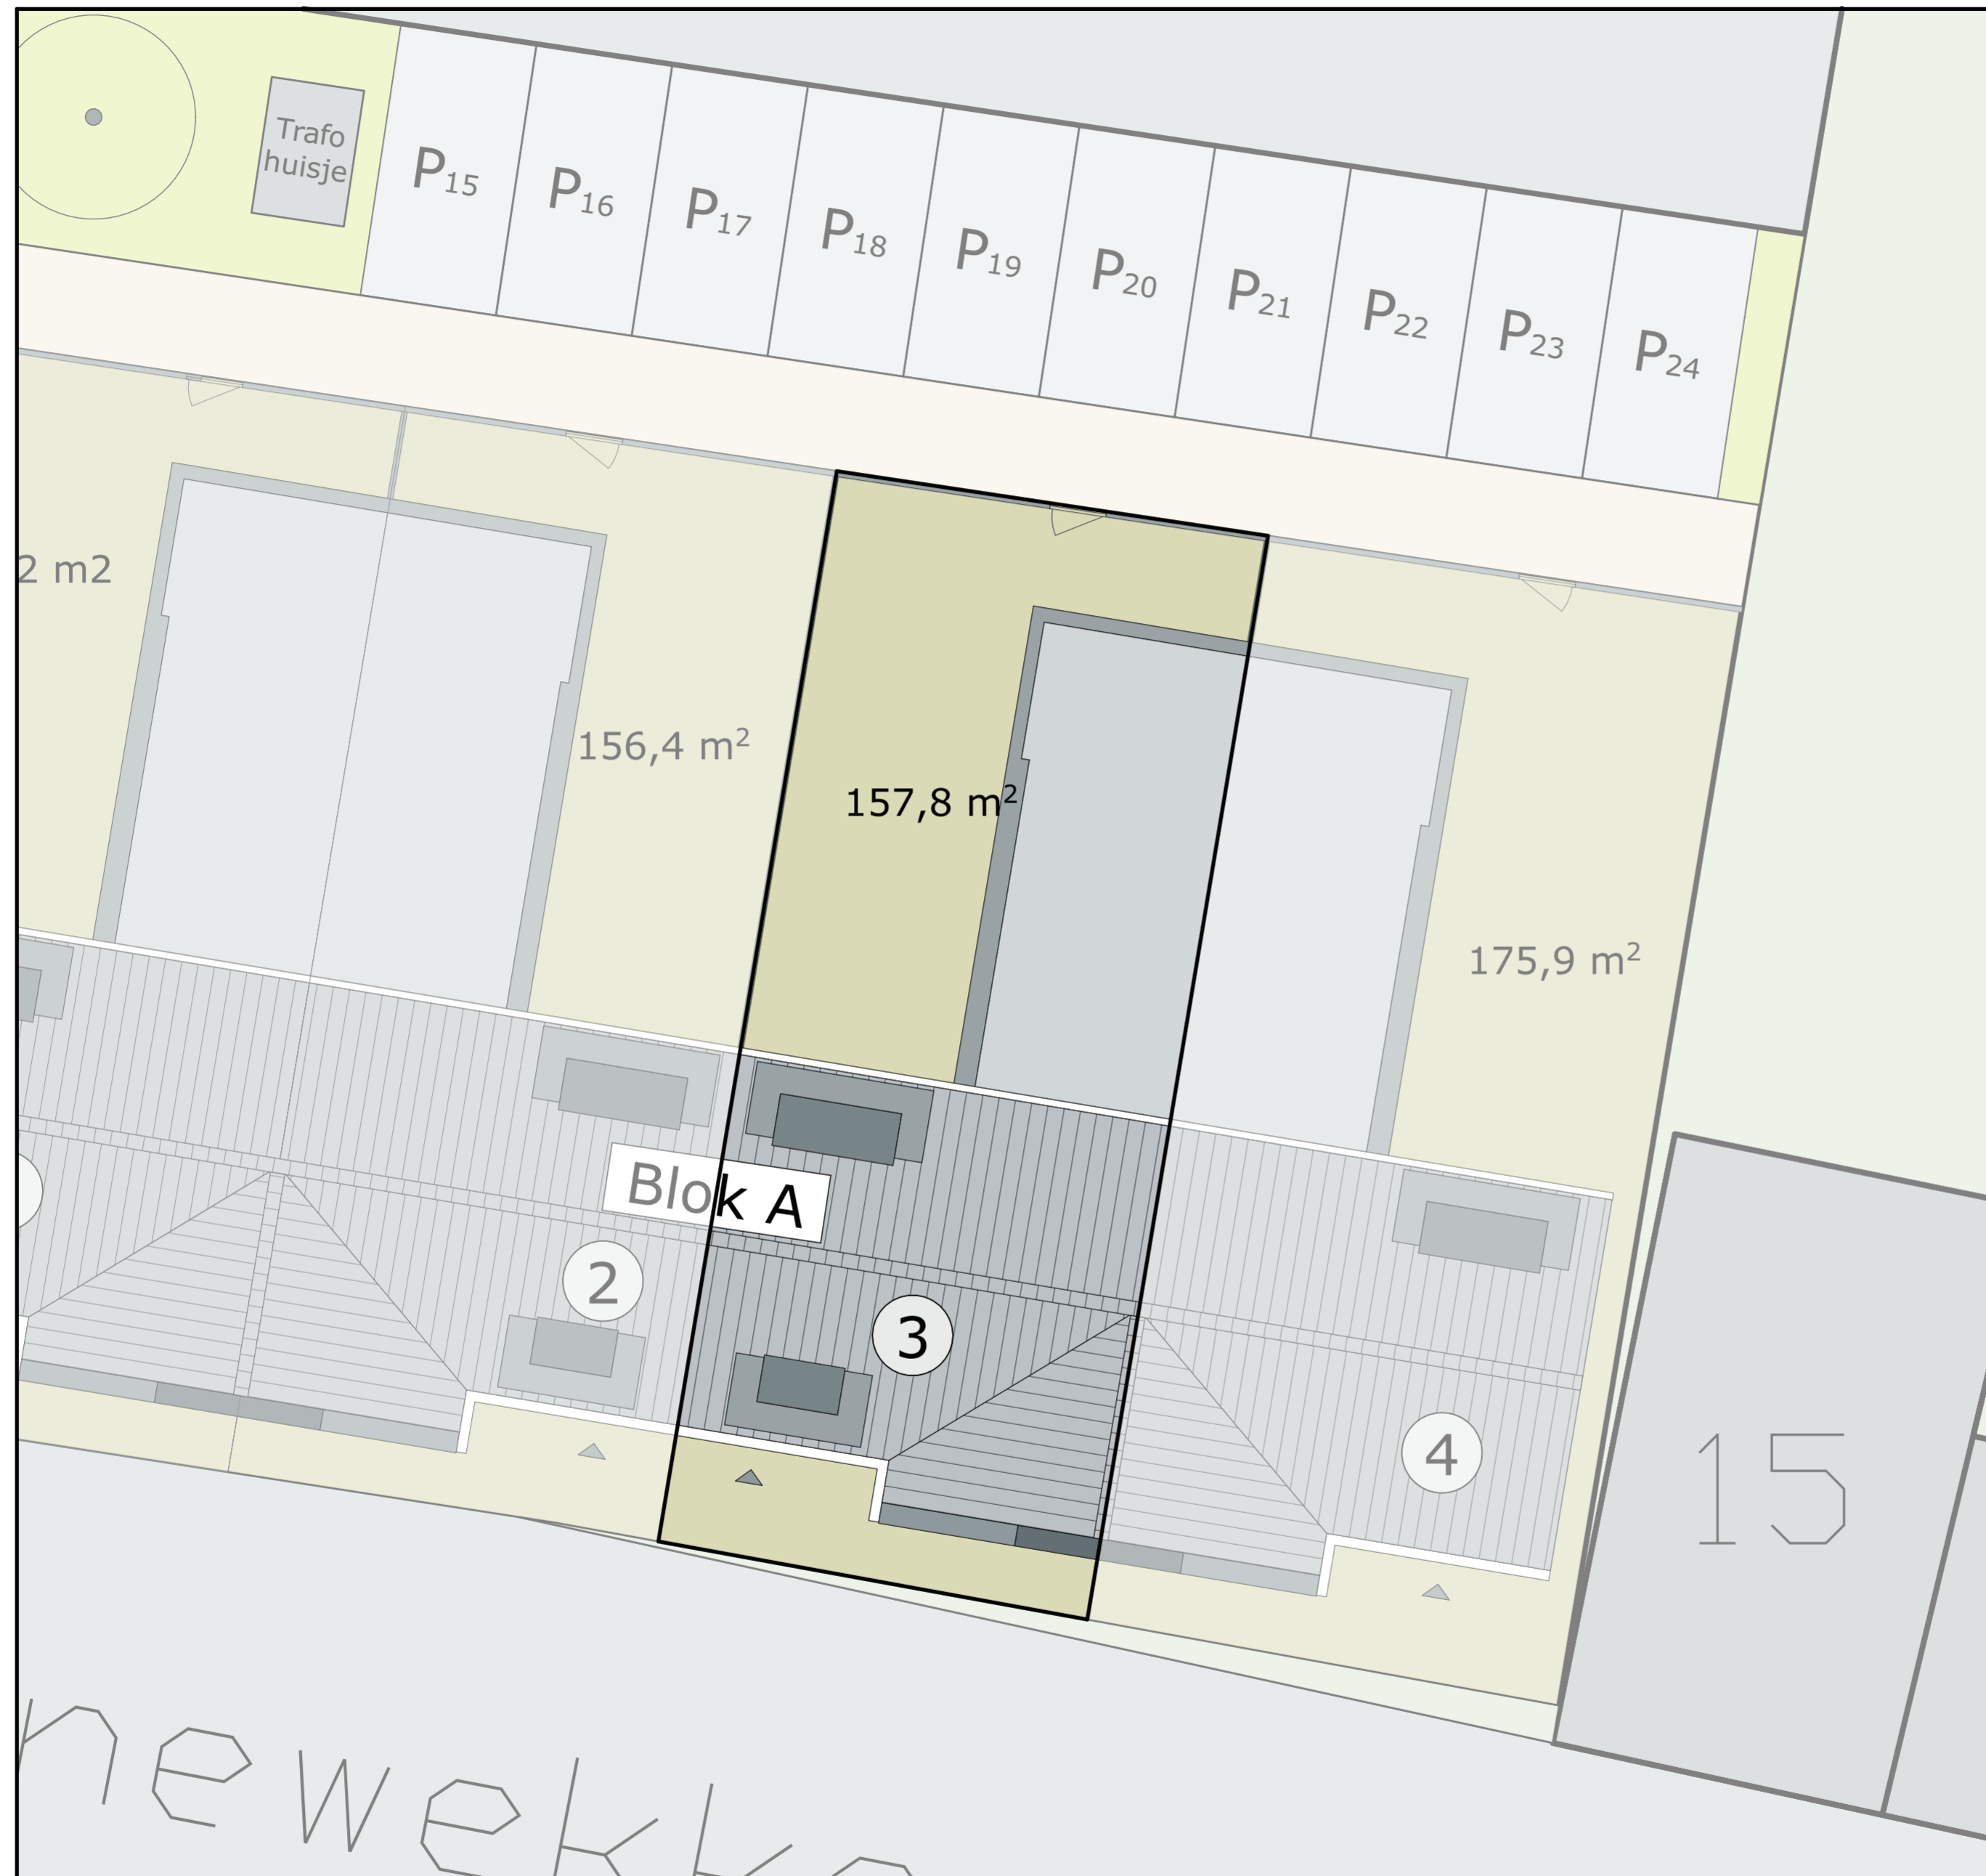 Trafo
huisje
P15
P16
P17
P18
P19
P20
P21
P22
P23
P24
2 m2
156,4 m²
157,8 m²
175,9 m²
Blok A
2
3
4
15
newekke